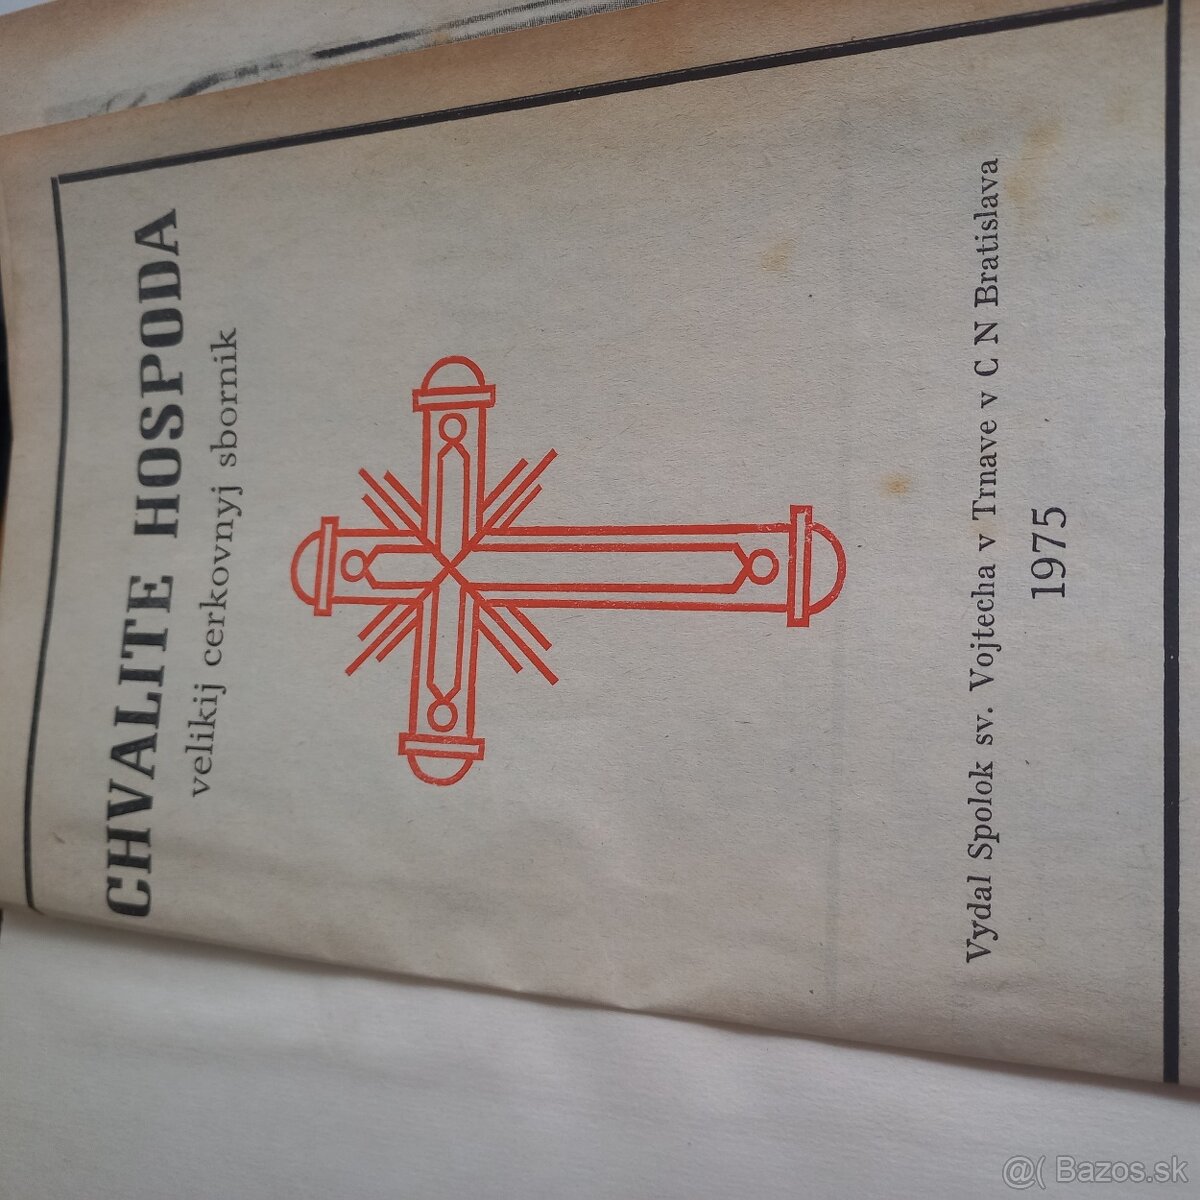 CHVALITE HOSPODA
velikij cerkovnyj sbornik
Vydal Spolok sv. Vojtecha v Trnave v C N Bratislava
1975
@( Bazos.sk